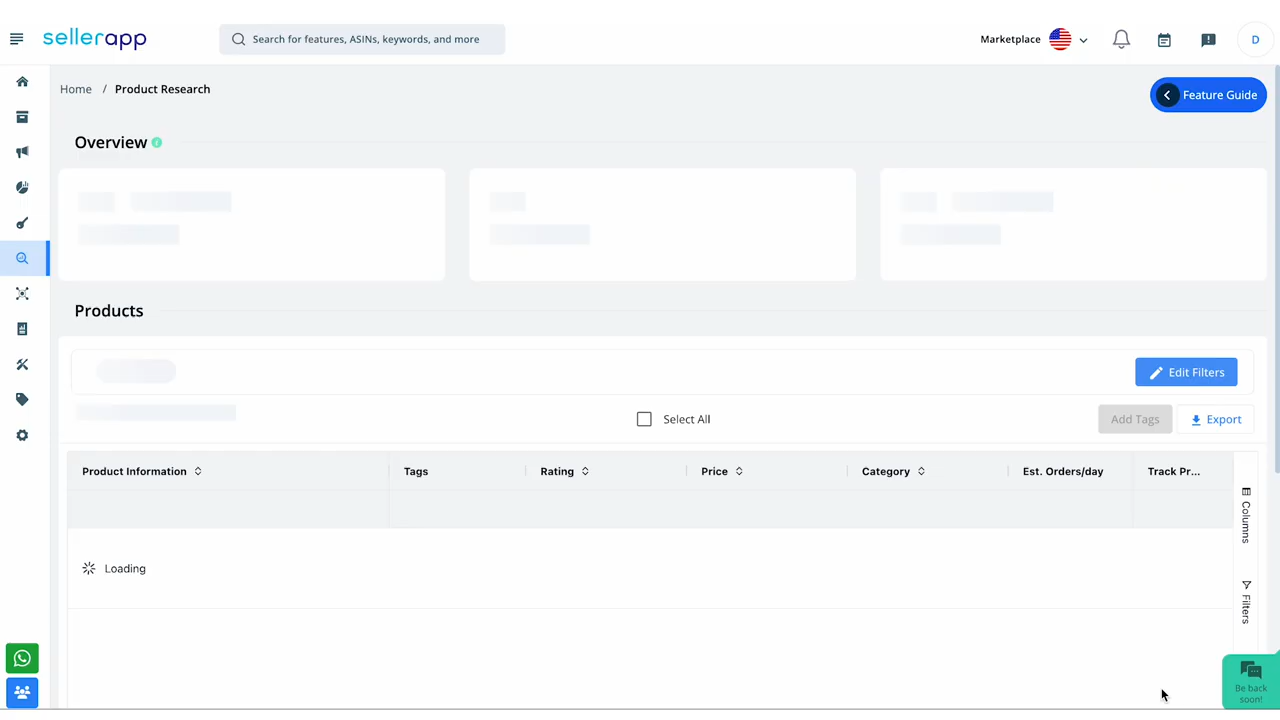 sellerapp
Search for features, ASINs, keywords, and more
Marketplace
D
Home / Product Research
Feature Guide
Overview
Products
Edit Filters
Select All
Add Tags
Export
Product Information
Tags
Rating
Price
Category
Est. Orders/day
Track Pr...
Columns
Loading
Filters
Be back
soon!